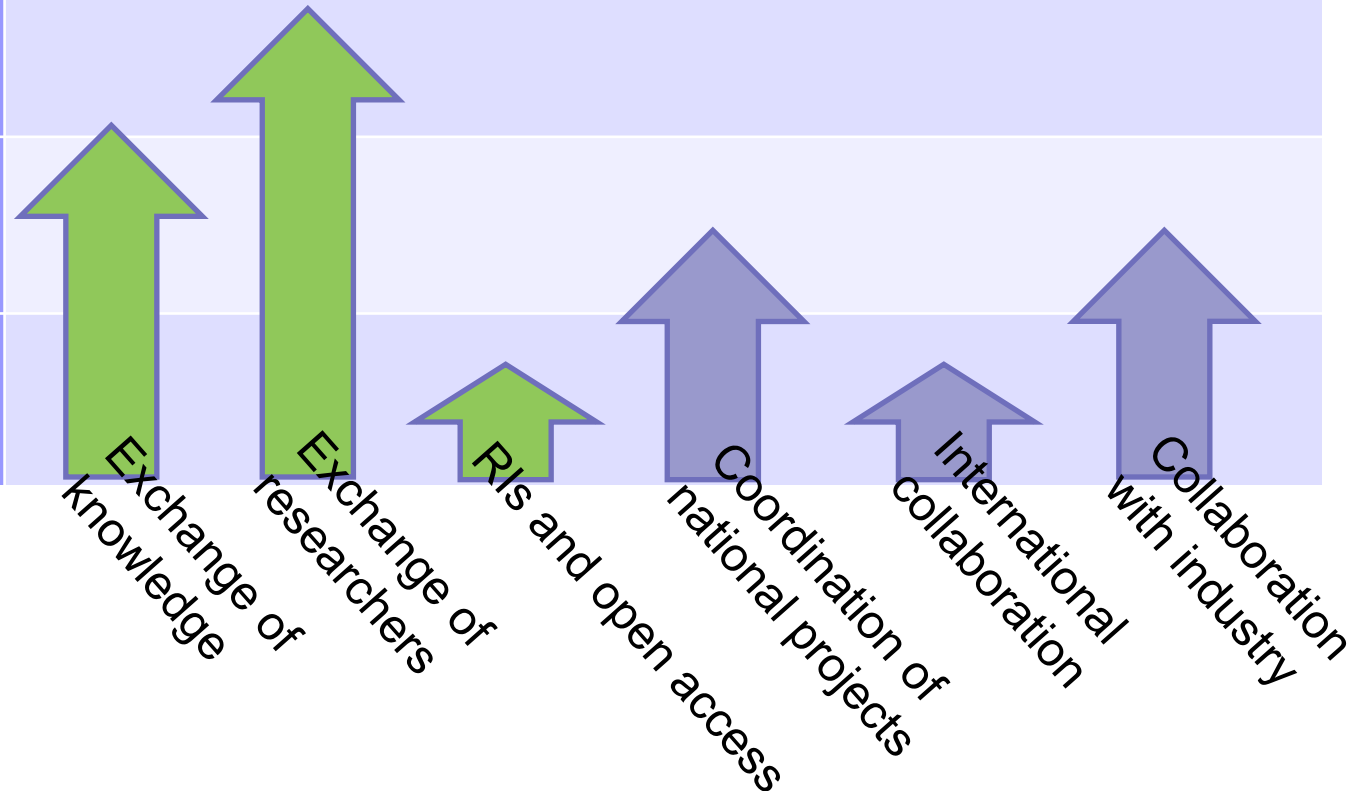 Exchange of
knowledge
Exchange of
researchers
RIs and open access
Coordination of
national projects
International
collaboration
Collaboration
with industry